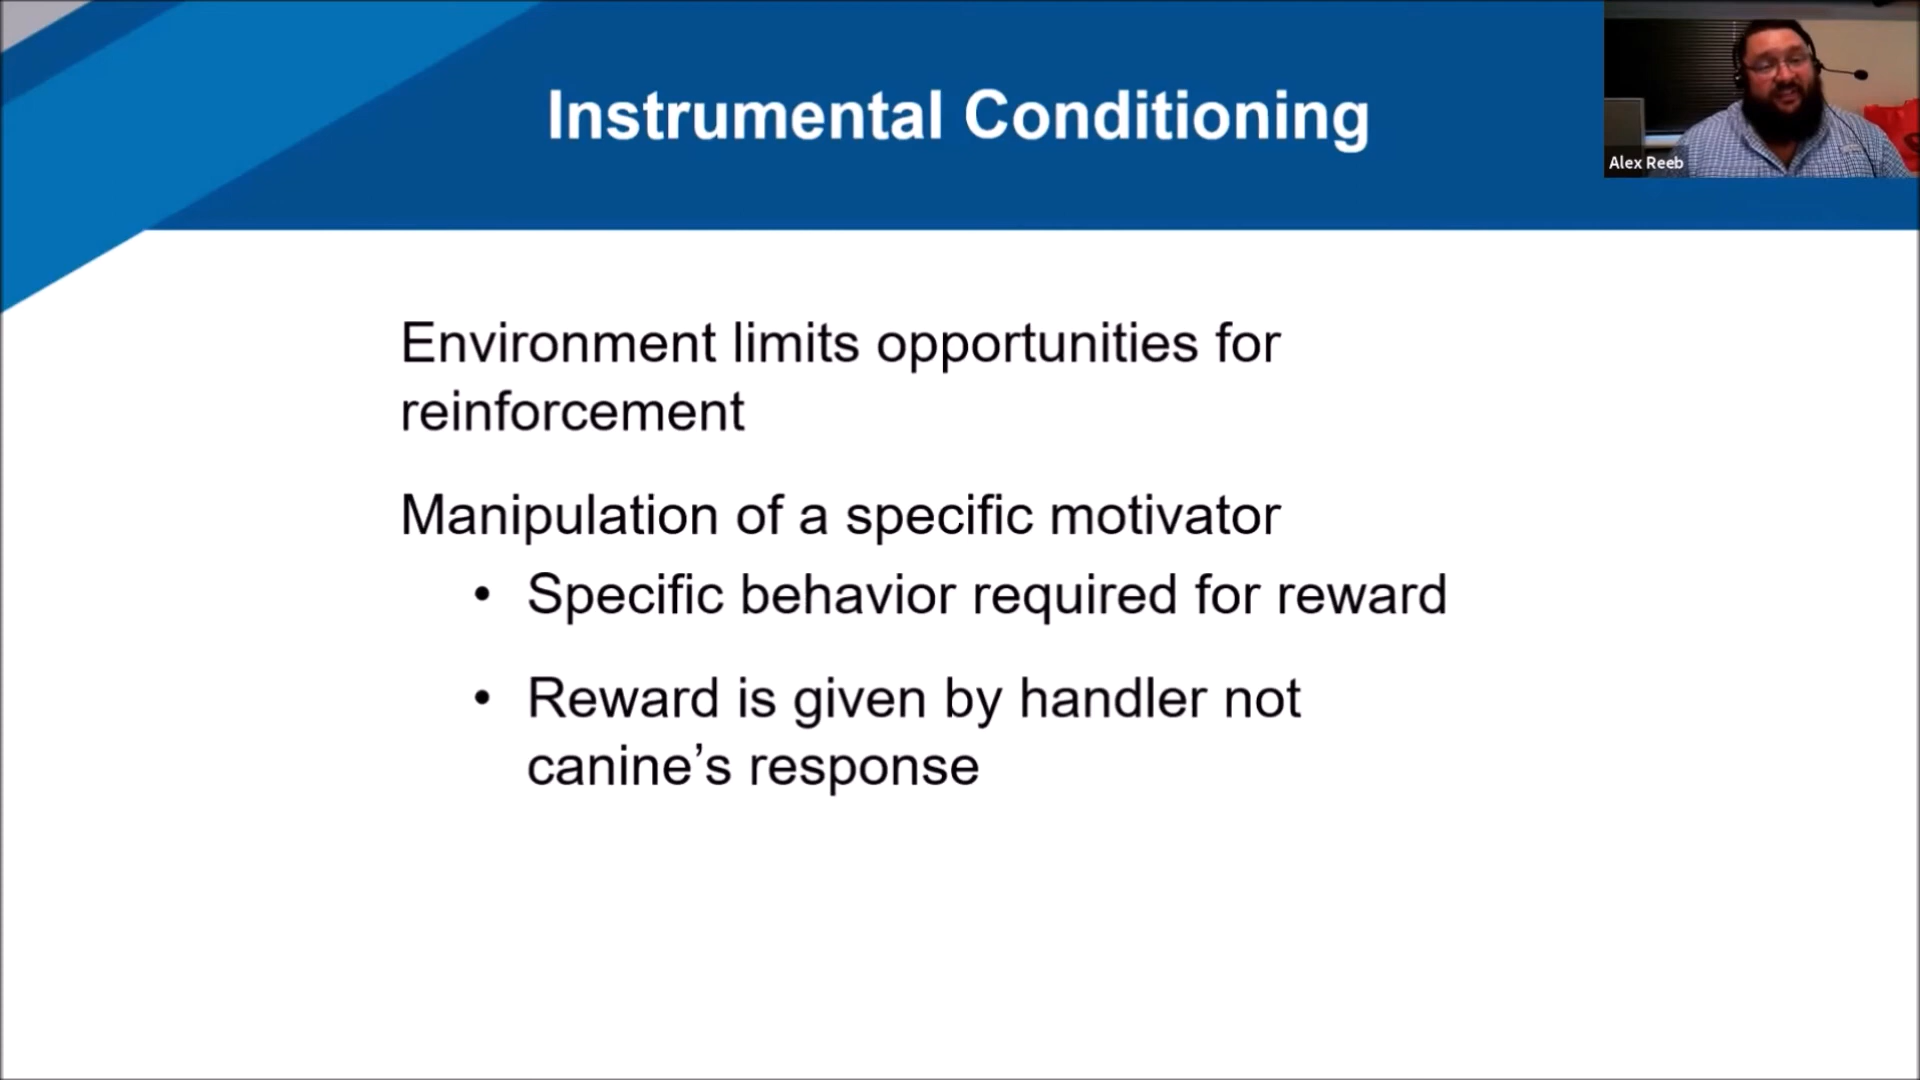 Instrumental Conditioning
Alex Reeb
Environment limits opportunities for
reinforcement
Manipulation of a specific motivator
• Specific behavior required for reward
• Reward is given by handler not
canine’s response